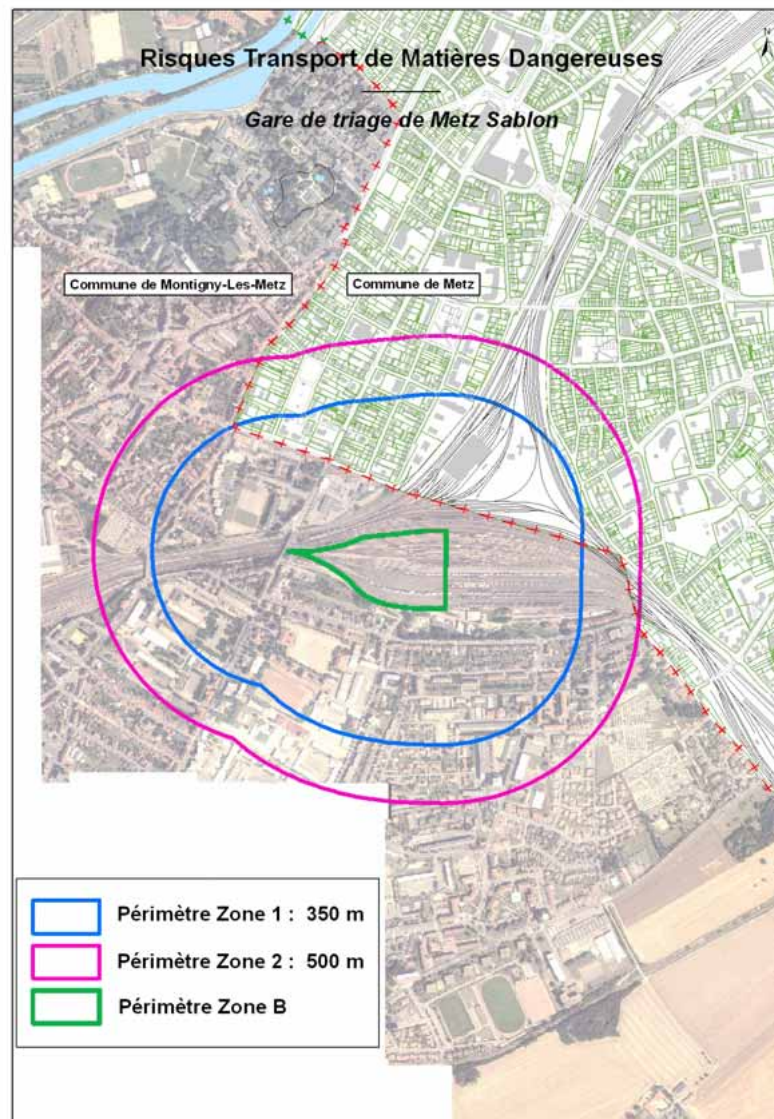 Risques Transport de Matières Dangereuses
Gare de triage de Metz Sablon
N
Commune de Montigny-Les-Metz
Commune de Metz
Périmètre Zone 1 : 350 m
Périmètre Zone 2 : 500 m
Périmètre Zone B